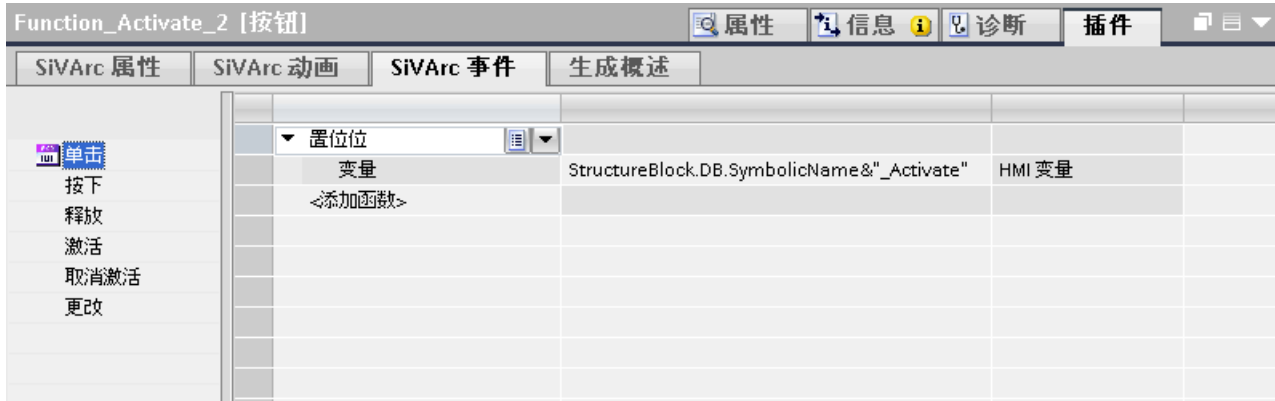 Function_Activate_2 [按钮] 属性 信息 诊断 插件
SiVArc 属性 SiVArc 动画 SiVArc 事件 生成概述
置位位
单击 变量 StructureBlock.DB.SymbolicName&"_Activate" HMI 变量
按下 <添加函数>
释放
激活
取消激活
更改